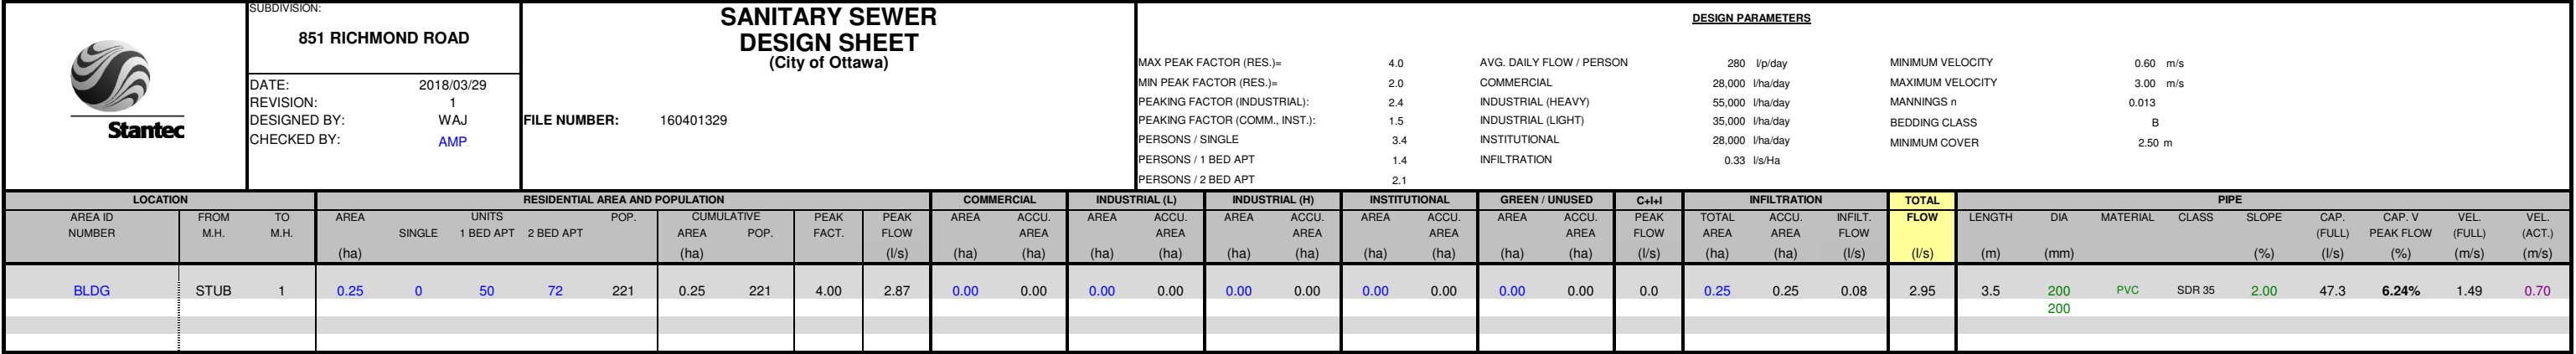 SUBDIVISION:
851 RICHMOND ROAD
Stantec
DATE: 2018/03/29
REVISION: 1
DESIGNED BY: WAJ
CHECKED BY: AMP
SANITARY SEWER
DESIGN SHEET
(City of Ottawa)
FILE NUMBER: 160401329
DESIGN PARAMETERS
MAX PEAK FACTOR (RES.)= 4.0 AVG. DAILY FLOW / PERSON 280 l/p/day MINIMUM VELOCITY 0.60 m/s
MIN PEAK FACTOR (RES.)= 2.0 COMMERCIAL 28,000 l/ha/day MAXIMUM VELOCITY 3.00 m/s
PEAKING FACTOR (INDUSTRIAL): 2.4 INDUSTRIAL (HEAVY) 55,000 l/ha/day MANNINGS n 0.013
PEAKING FACTOR (COMM., INST.): 1.5 INDUSTRIAL (LIGHT) 35,000 l/ha/day BEDDING CLASS B
PERSONS / SINGLE 3.4 INSTITUTIONAL 28,000 l/ha/day MINIMUM COVER 2.50 m
PERSONS / 1 BED APT 1.4 INFILTRATION 0.33 l/s/Ha
PERSONS / 2 BED APT 2.1
LOCATION RESIDENTIAL AREA AND POPULATION COMMERCIAL INDUSTRIAL (L) INDUSTRIAL (H) INSTITUTIONAL GREEN / UNUSED C+I+I INFILTRATION TOTAL PIPE
AREA ID FROM TO AREA UNITS POP. CUMULATIVE PEAK PEAK AREA ACCU. AREA ACCU. AREA ACCU. AREA ACCU. AREA ACCU. PEAK TOTAL ACCU. INFILT. FLOW LENGTH DIA MATERIAL CLASS SLOPE CAP. CAP. V VEL. VEL.
NUMBER M.H. M.H. SINGLE 1 BED APT 2 BED APT AREA POP. FACT. FLOW AREA AREA AREA AREA AREA FLOW AREA AREA FLOW (FULL) PEAK FLOW (FULL) (ACT.)
(ha) (ha) (l/s) (ha) (ha) (ha) (ha) (ha) (ha) (ha) (ha) (ha) (ha) (l/s) (ha) (ha) (l/s) (l/s) (m) (mm) (%) (l/s) (%) (m/s) (m/s)
BLDG STUB 1 0.25 0 50 72 221 0.25 221 4.00 2.87 0.00 0.00 0.00 0.00 0.00 0.00 0.00 0.00 0.00 0.00 0.0 0.25 0.25 0.08 2.95 3.5 200 PVC SDR 35 2.00 47.3 6.24% 1.49 0.70
200